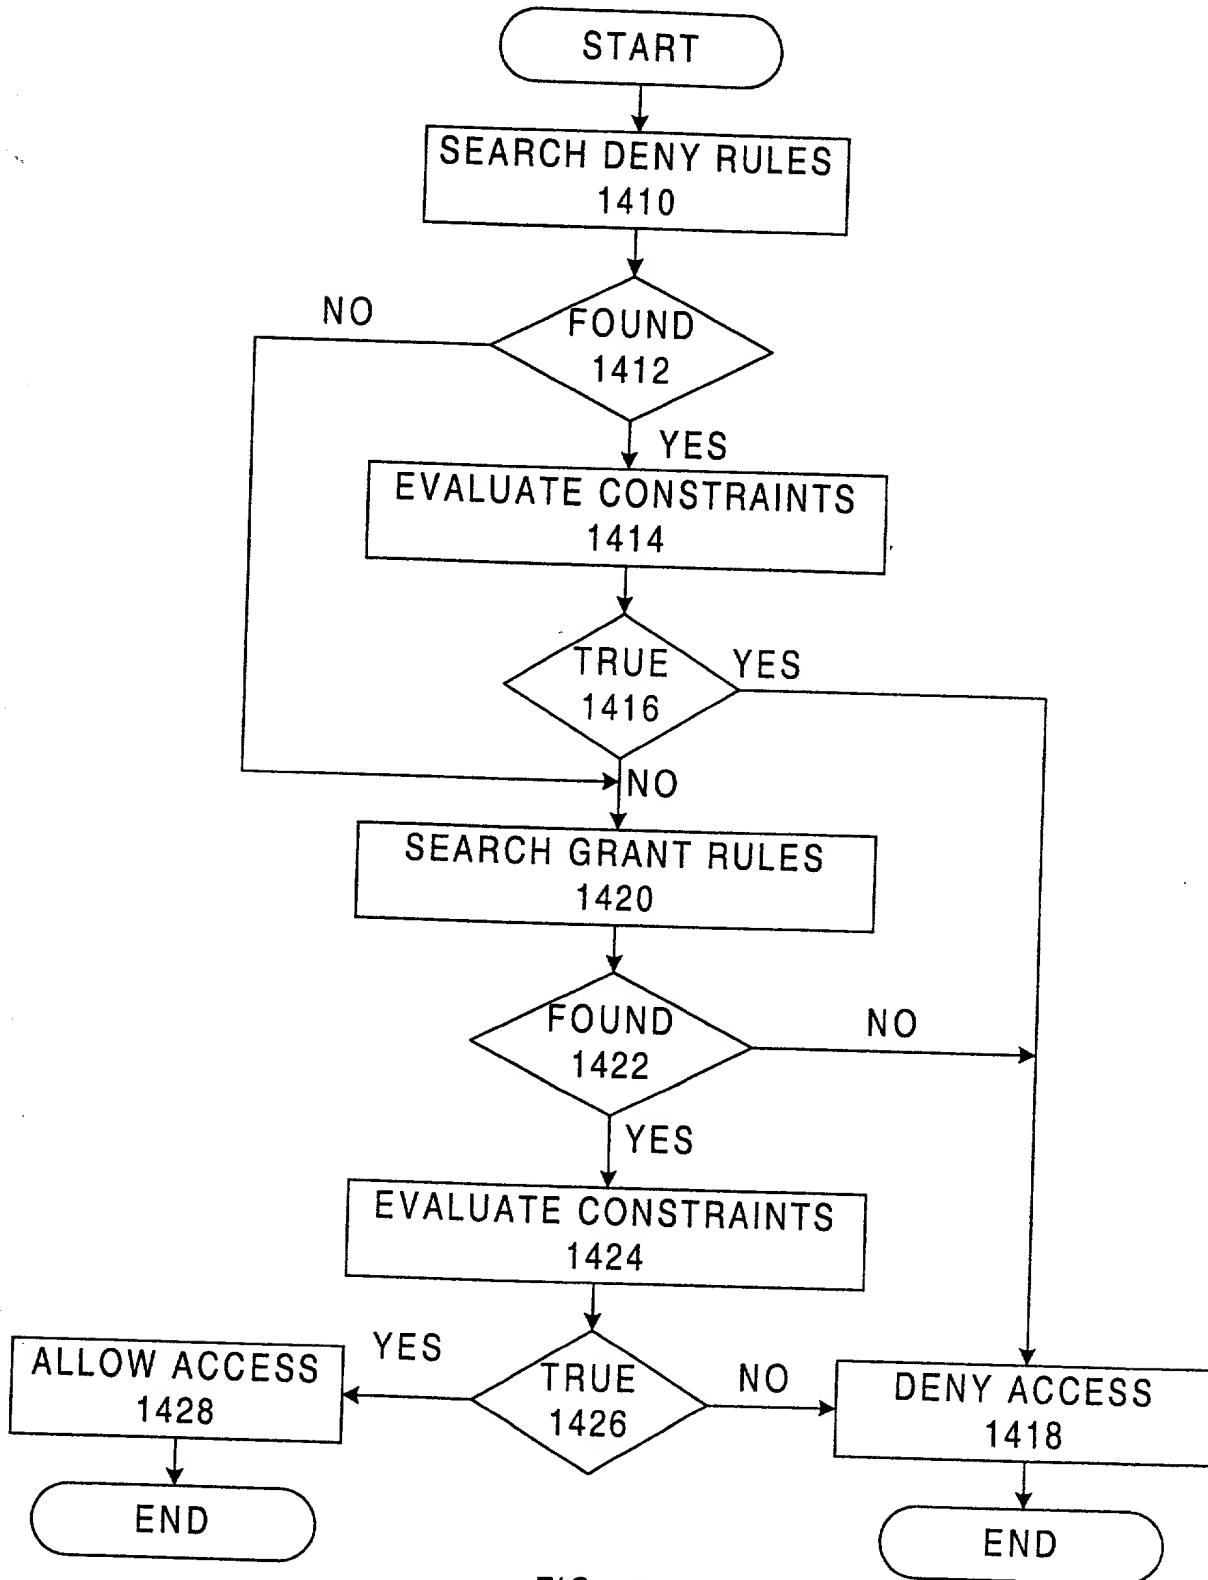 START
SEARCH DENY RULES
1410
NO
FOUND
1412
YES
EVALUATE CONSTRAINTS
1414
TRUE
1416
YES
NO
SEARCH GRANT RULES
1420
FOUND
1422
NO
YES
EVALUATE CONSTRAINTS
1424
YES
TRUE
1426
NO
ALLOW ACCESS
1428
DENY ACCESS
1418
END
END